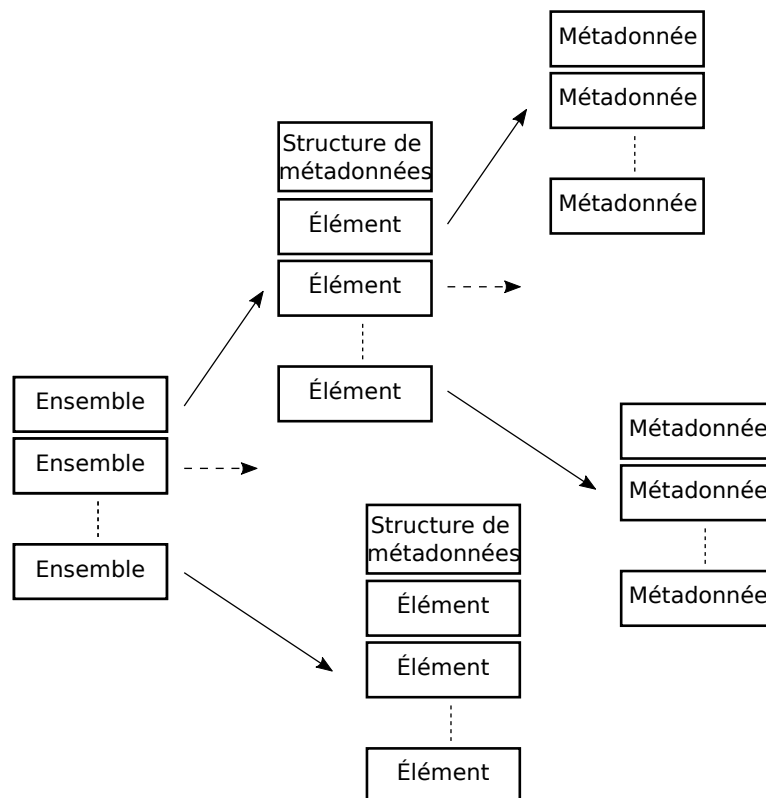 Métadonnée
Métadonnée
Métadonnée
Structure de
métadonnées
Élément
Élément
Élément
Ensemble
Ensemble
Ensemble
Métadonnée
Métadonnée
Métadonnée
Structure de
métadonnées
Élément
Élément
Élément